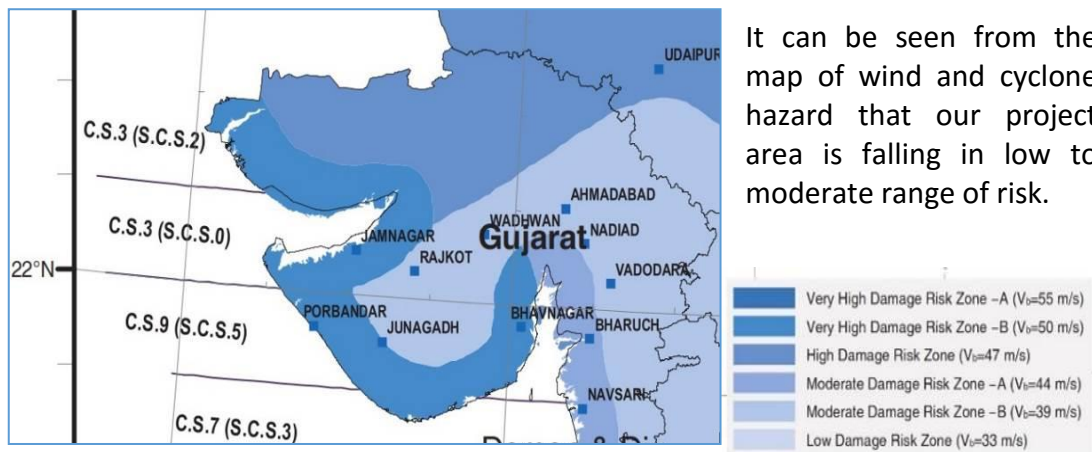 UDAIPUR
C.S.3 (S.C.S.2)
AHMADABAD
WADHWAN
C.S.3 (S.C.S.0)
JAMNAGAR
Gujarat
NADIAD
RAJKOT
22°N
VADODARA
PORBANDAR
BHAVNAGAR
C.S.9 (S.C.S.5)
JUNAGADH
BHARUCH
NAVSARI
C.S.7 (S.C.S.3)
It can be seen from the
map of wind and cyclone
hazard that our project
area is falling in low to
moderate range of risk.
Very High Damage Risk Zone –A (Vb=55 m/s)
Very High Damage Risk Zone –B (Vb=50 m/s)
High Damage Risk Zone (Vb=47 m/s)
Moderate Damage Risk Zone –A (Vb=44 m/s)
Moderate Damage Risk Zone –B (Vb=39 m/s)
Low Damage Risk Zone (Vb=33 m/s)